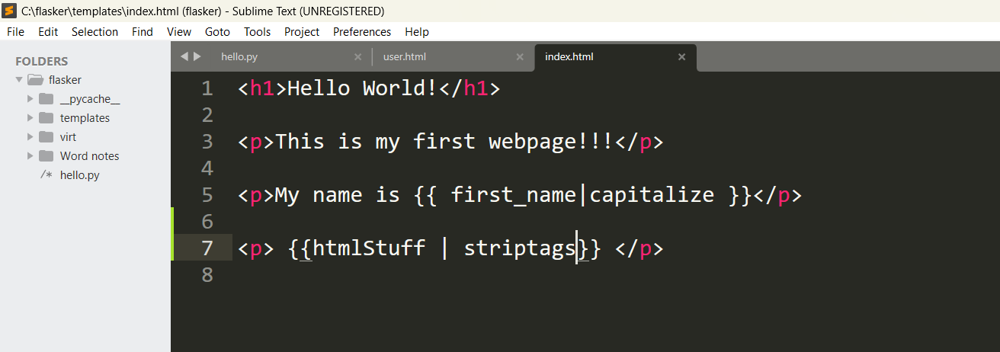 C:\flasker\templates\index.html (flasker) - Sublime Text (UNREGISTERED)
File Edit Selection Find View Goto Tools Project Preferences Help
FOLDERS
flasker
__pycache__
templates
virt
Word notes
/* hello.py
hello.py × user.html × index.html ×
1 <h1>Hello World!</h1>
2
3 <p>This is my first webpage!!!</p>
4
5 <p>My name is {{ first_name|capitalize }}</p>
6
7 <p> {{htmlStuff | striptags}} </p>
8